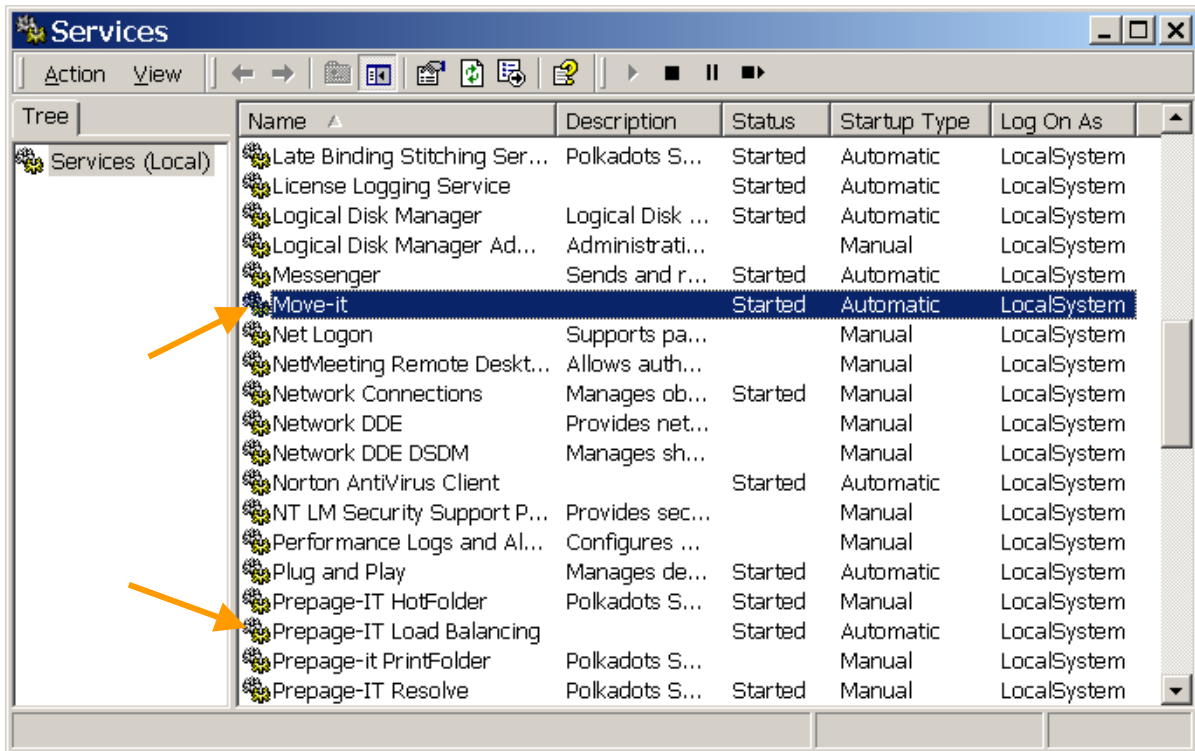 Services
Action View
Tree
Name Description Status Startup Type Log On As
Services (Local)
Late Binding Stitching Ser... Polkadots S... Started Automatic LocalSystem
License Logging Service Started Automatic LocalSystem
Logical Disk Manager Logical Disk ... Started Automatic LocalSystem
Logical Disk Manager Ad... Administrati... Manual LocalSystem
Messenger Sends and r... Started Automatic LocalSystem
Move-it Started Automatic LocalSystem
Net Logon Supports pa... Manual LocalSystem
NetMeeting Remote Deskt... Allows auth... Manual LocalSystem
Network Connections Manages ob... Started Manual LocalSystem
Network DDE Provides net... Manual LocalSystem
Network DDE DSDM Manages sh... Manual LocalSystem
Norton AntiVirus Client Started Automatic LocalSystem
NT LM Security Support P... Provides sec... Manual LocalSystem
Performance Logs and Al... Configures ... Manual LocalSystem
Plug and Play Manages de... Started Automatic LocalSystem
Prepage-IT HotFolder Polkadots S... Started Manual LocalSystem
Prepage-IT Load Balancing Started Automatic LocalSystem
Prepage-it PrintFolder Polkadots S... Manual LocalSystem
Prepage-IT Resolve Polkadots S... Started Manual LocalSystem